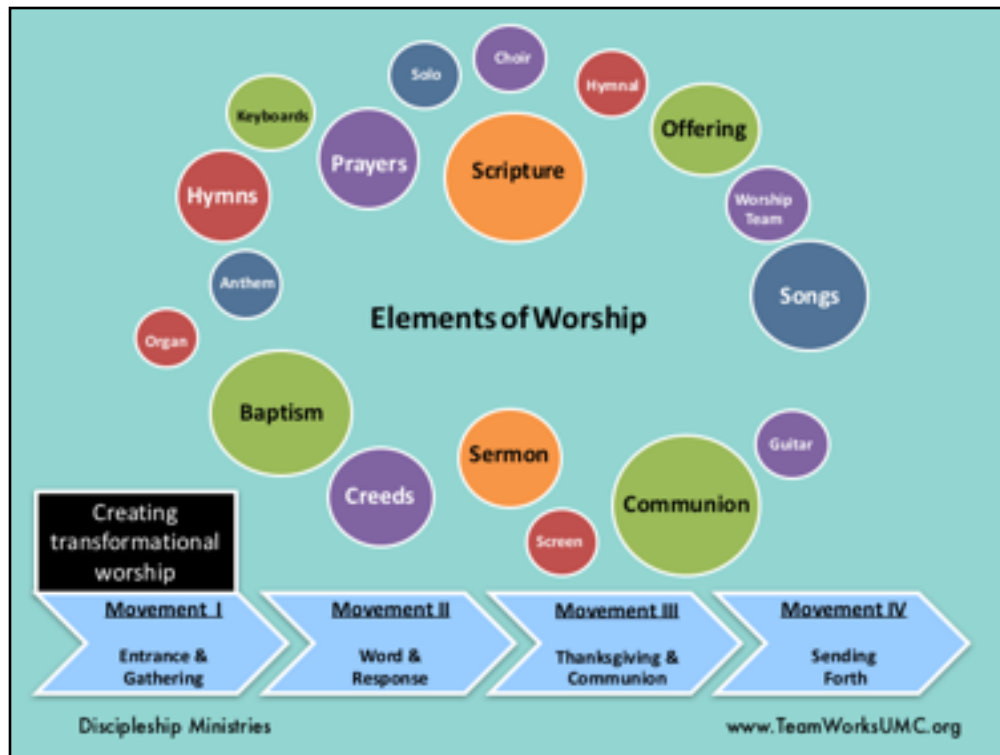 Choir
Solo
Hymnal
Keyboards
Offering
Prayers
Scripture
Hymns
Worship
Team
Anthem
Songs
Elements of Worship
Organ
Baptism
Guitar
Sermon
Creeds
Communion
Screen
Creating
transformational
worship
Movement I
Entrance &
Gathering
Movement II
Word &
Response
Movement III
Thanksgiving &
Communion
Movement IV
Sending
Forth
Discipleship Ministries
www.TeamWorksUMC.org